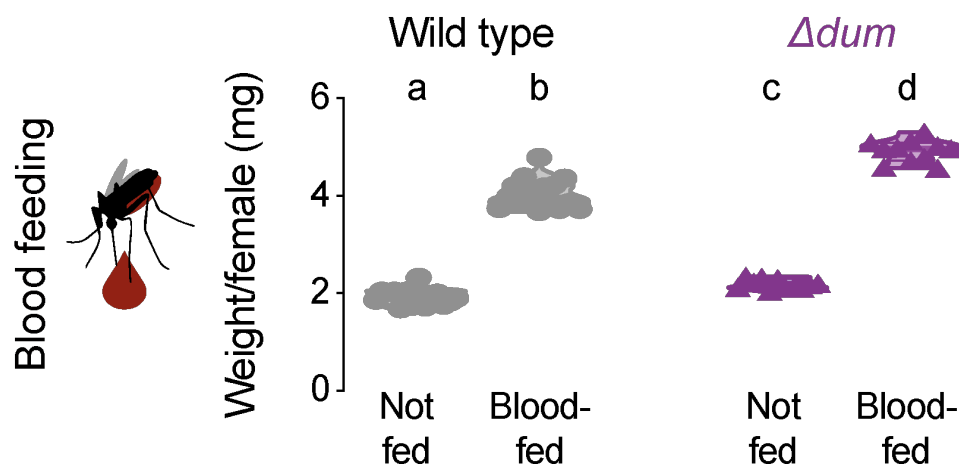 Wild type
Δdum
a
b
c
d
Blood feeding
Weight/female (mg)
6
4
2
0
Not
fed
Blood-
fed
Not
fed
Blood-
fed